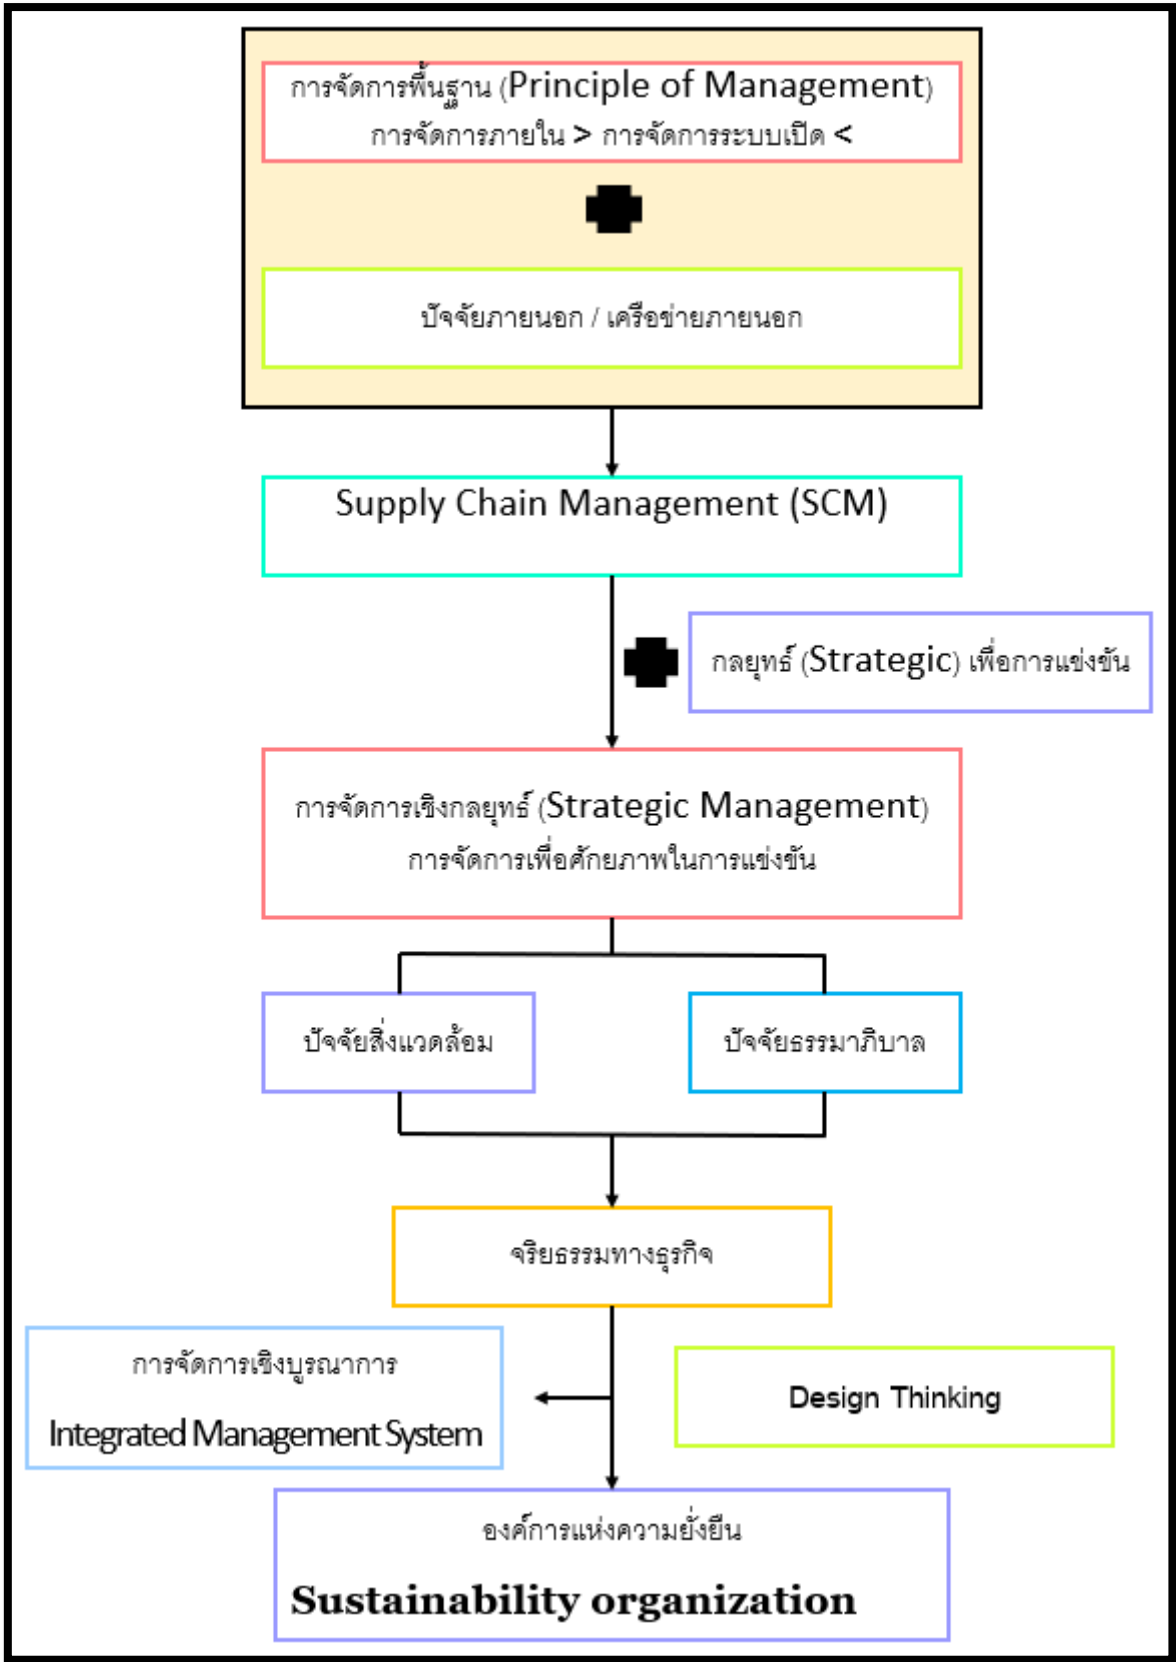 การจัดการพื้นฐาน (Principle of Management)
การจัดการภายใน > การจัดการระบบเปิด <
ปัจจัยภายนอก / เครือข่ายภายนอก
Supply Chain Management (SCM)
กลยุทธ์ (Strategic) เพื่อการแข่งขัน
การจัดการเชิงกลยุทธ์ (Strategic Management)
การจัดการเพื่อศักยภาพในการแข่งขัน
ปัจจัยสิ่งแวดล้อม
ปัจจัยธรรมาภิบาล
จริยธรรมทางธุรกิจ
การจัดการเชิงบูรณาการ
Integrated Management System
Design Thinking
องค์การแห่งความยั่งยืน
Sustainability organization